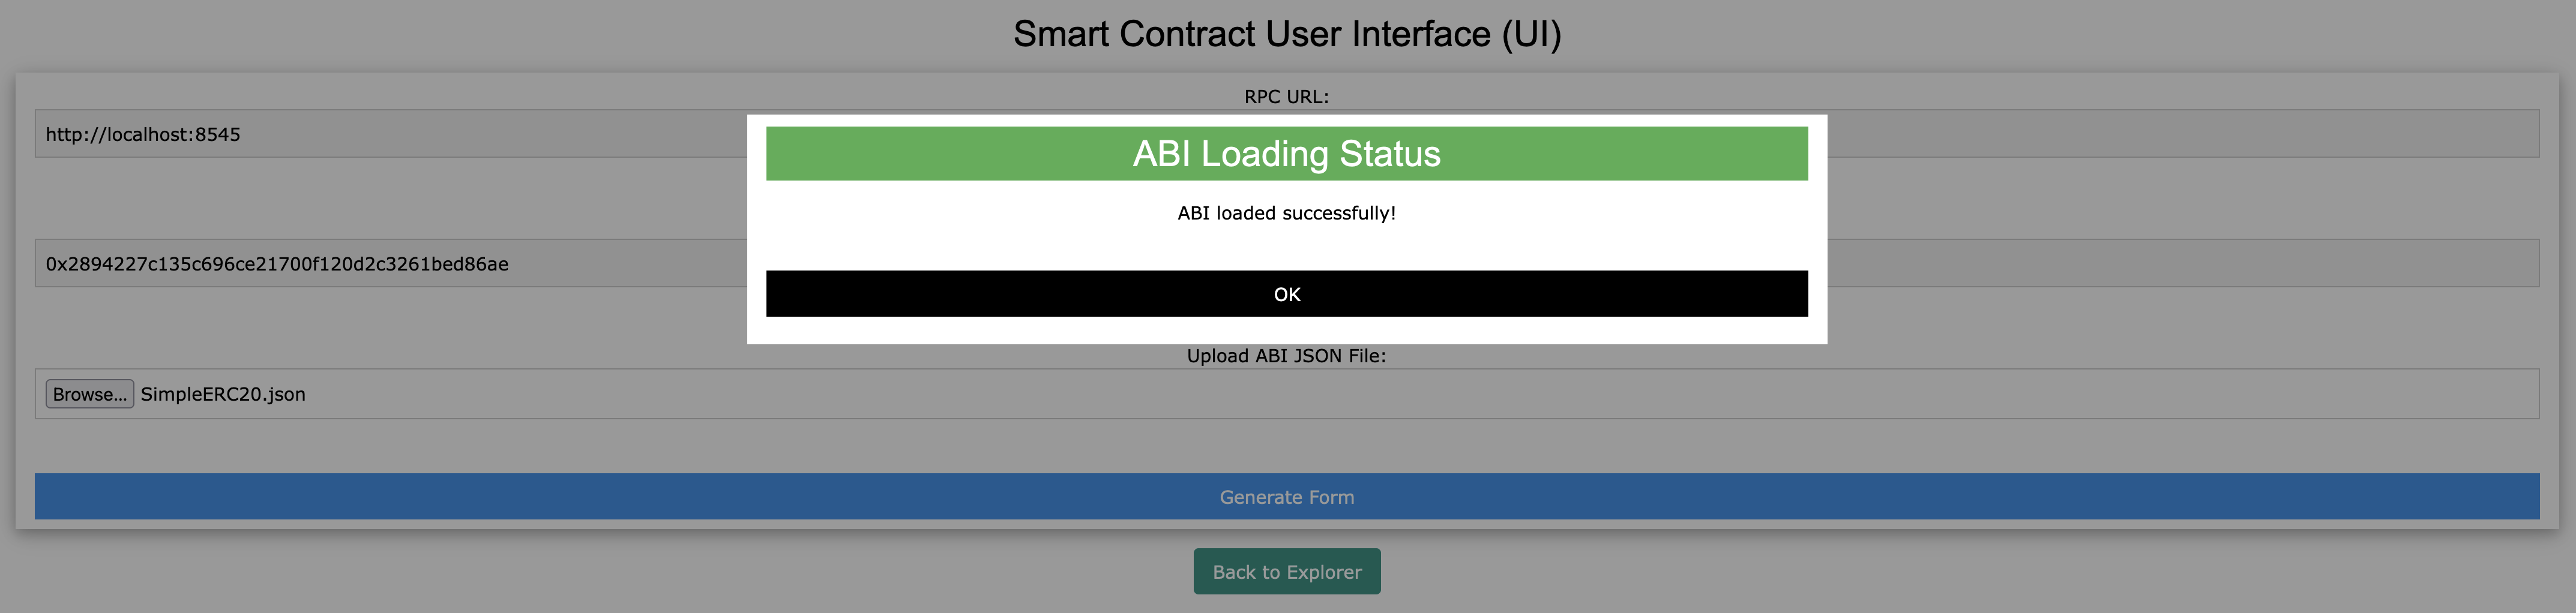 Smart Contract User Interface (UI)
RPC URL:
http://localhost:8545
ABI Loading Status
ABI loaded successfully!
0x2894227c135c696ce21700f120d2c3261bed86ae
OK
Upload ABI JSON File:
Browse... SimpleERC20.json
Generate Form
Back to Explorer